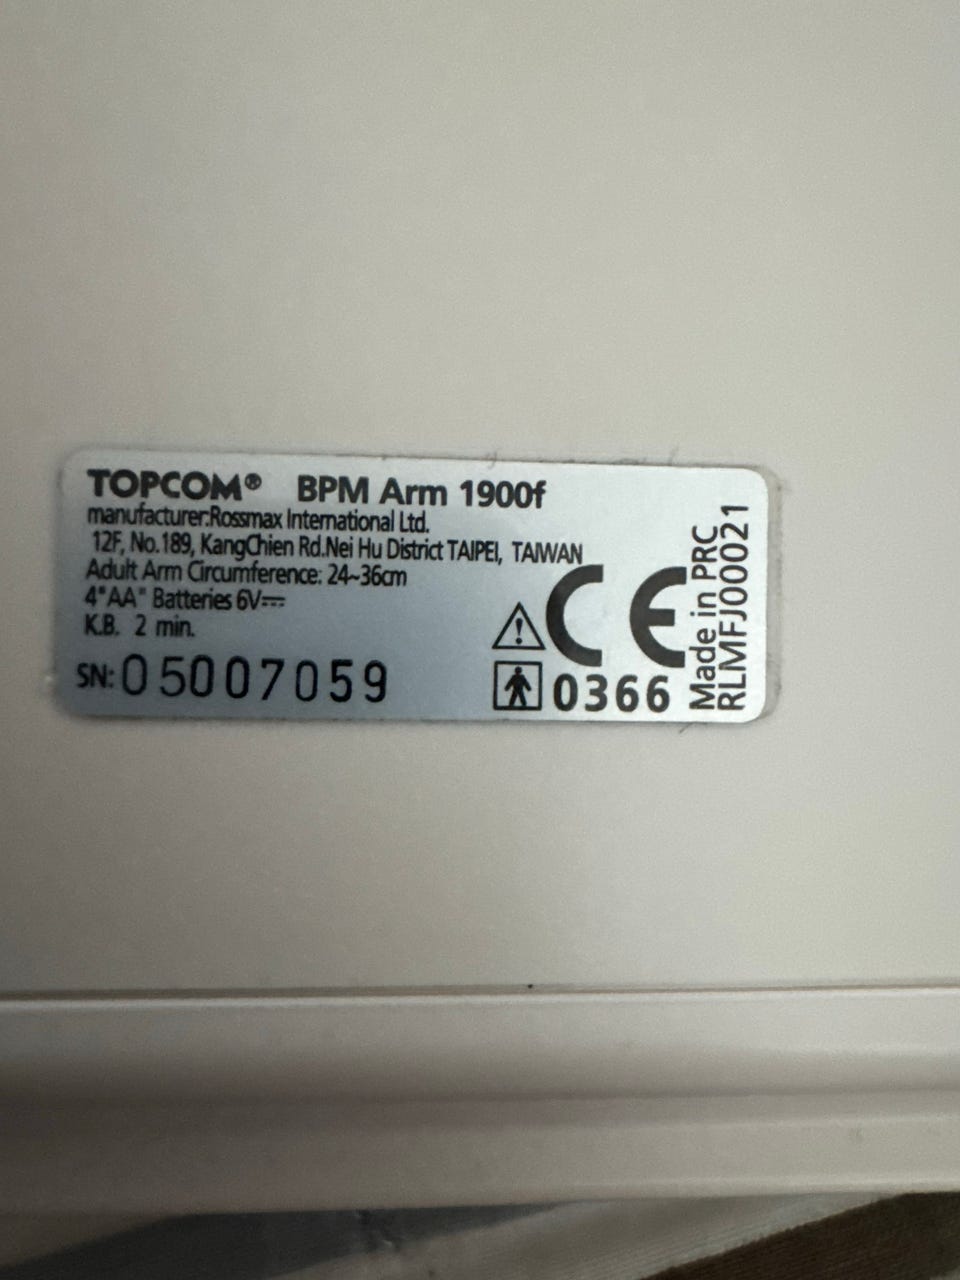 TOPCOM® BPM Arm 1900f
manufacturer:Rossmax International Ltd.
12F, No.189, KangChien Rd.Nei Hu District TAIPEI, TAIWAN
Adult Arm Circumference: 24~36cm
4"AA" Batteries 6V⎓
K.B. 2 min.
SN: 05007059
CE
0366
Made in PRC
RLMFJ00021